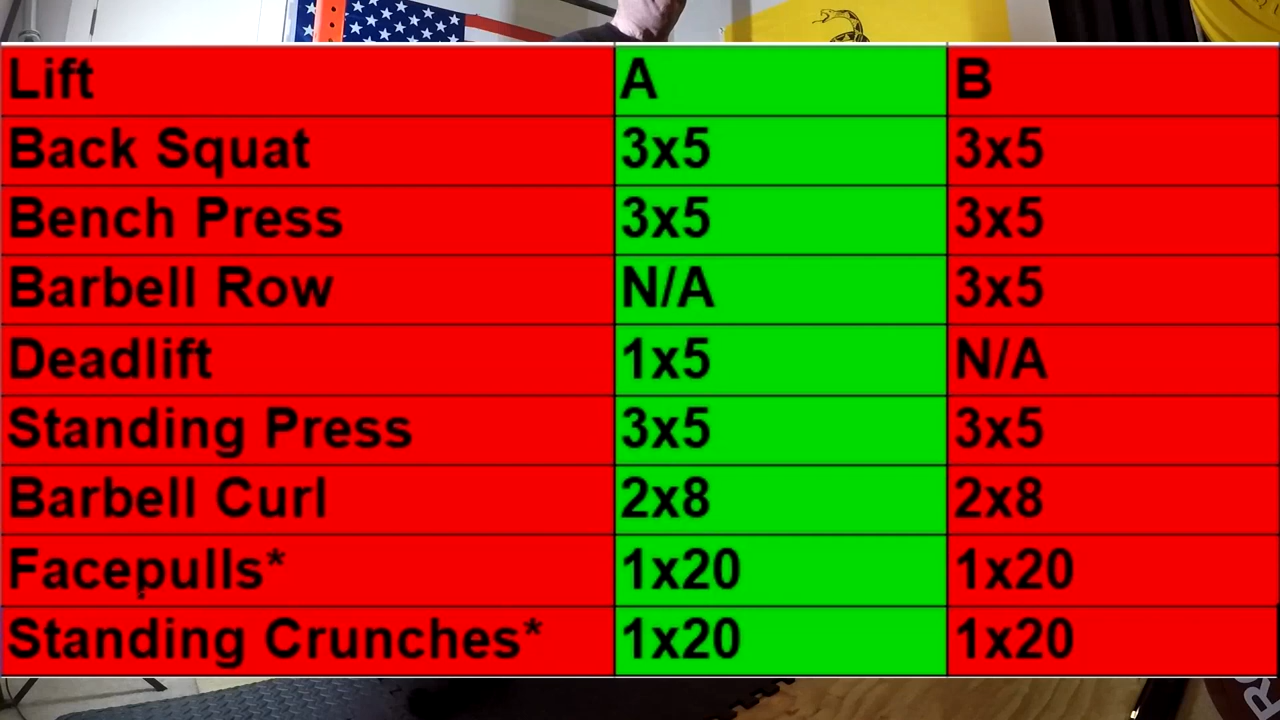 Lift A B
Back Squat 3x5 3x5
Bench Press 3x5 3x5
Barbell Row N/A 3x5
Deadlift 1x5 N/A
Standing Press 3x5 3x5
Barbell Curl 2x8 2x8
Facepulls* 1x20 1x20
Standing Crunches* 1x20 1x20